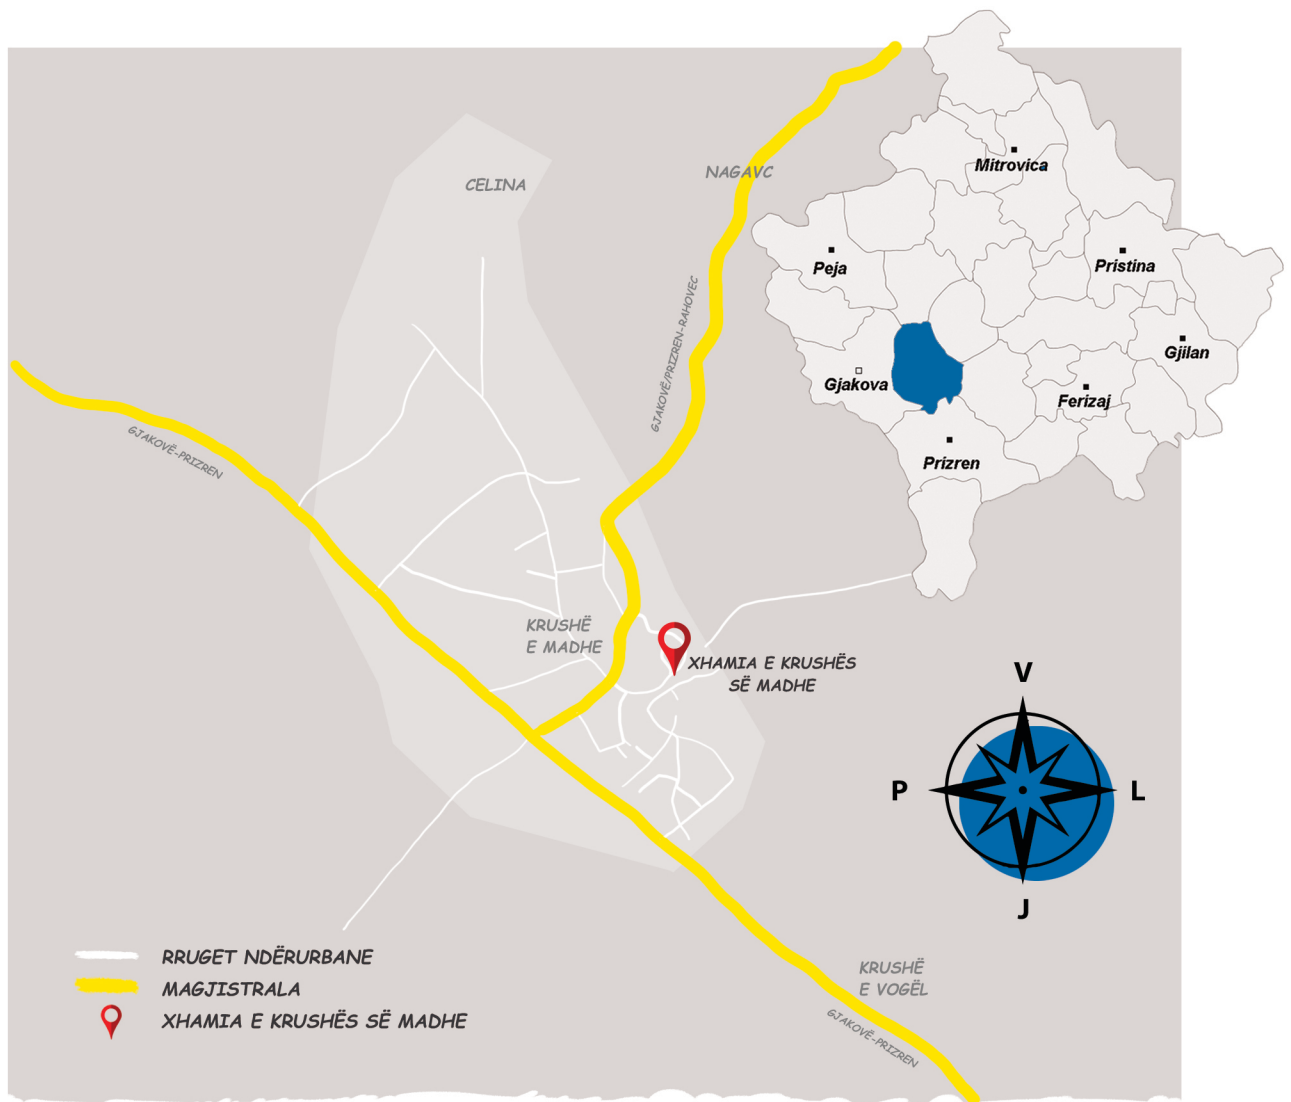 CELINA
NAGAVC
Mitrovica
Peja
Pristina
Gjilan
Gjakova
Ferizaj
Prizren
GJAKOVË/PRIZREN-RAHOVEC
GJAKOVË-PRIZREN
KRUSHË
E MADHE
XHAMIA E KRUSHËS
SË MADHE
V
P
L
J
RRUGET NDËRURBANE
MAGJISTRALA
XHAMIA E KRUSHËS SË MADHE
KRUSHË
E VOGËL
GJAKOVË-PRIZREN